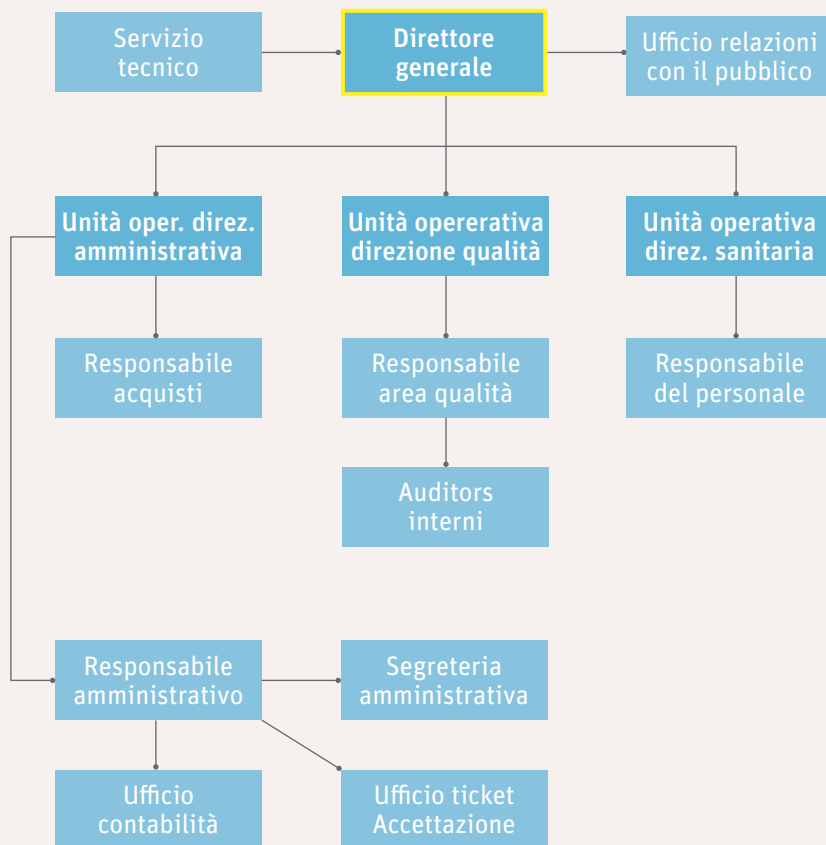 Servizio
tecnico
Direttore
generale
Ufficio relazioni
con il pubblico
Unità oper. direz.
amministrativa
Unità opererativa
direzione qualità
Unità operativa
direz. sanitaria
Responsabile
acquisti
Responsabile
area qualità
Responsabile
del personale
Auditors
interni
Responsabile
amministrativo
Segreteria
amministrativa
Ufficio
contabilità
Ufficio ticket
Accettazione